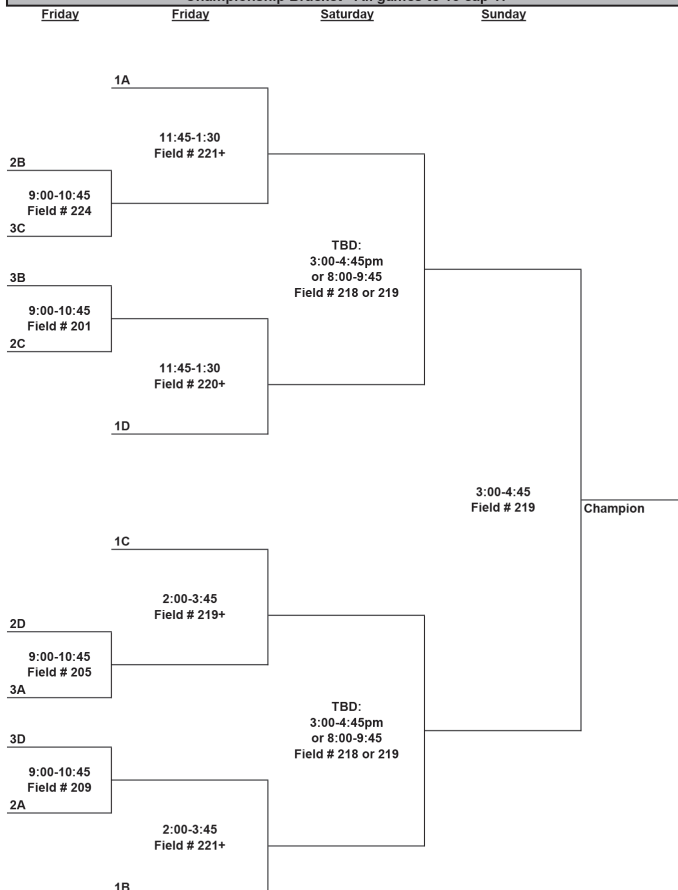 Friday
Friday
Saturday
Sunday
1A
11:45-1:30
Field # 221+
2B
9:00-10:45
Field # 224
3C
TBD:
3:00-4:45pm
or 8:00-9:45
Field # 218 or 219
3B
9:00-10:45
Field # 201
2C
11:45-1:30
Field # 220+
1D
3:00-4:45
Field # 219
Champion
1C
2:00-3:45
Field # 219+
2D
9:00-10:45
Field # 205
3A
TBD:
3:00-4:45pm
or 8:00-9:45
Field # 218 or 219
3D
9:00-10:45
Field # 209
2A
2:00-3:45
Field # 221+
1B